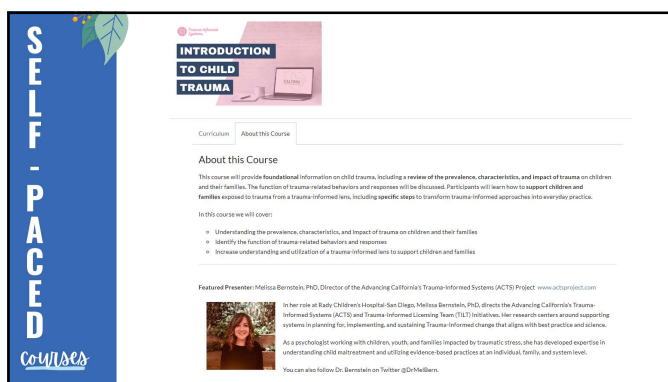 SELF-PACED
courses
Trauma-Informed
Systems
INTRODUCTION
TO CHILD
TRAUMA
Curriculum
About this Course
About this Course
This course will provide foundational information on child trauma, including a review of the prevalence, characteristics, and impact of trauma on children
and their families. The function of trauma-related behaviors and responses will be discussed. Participants will learn how to support children and
families exposed to trauma from a trauma-informed lens, including specific steps to transform trauma-informed approaches into everyday practice.
In this course we will cover:
Understanding the prevalence, characteristics, and impact of trauma on children and their families
Identify the function of trauma-related behaviors and responses
Increase understanding and utilization of a trauma-informed lens to support children and families
Featured Presenter: Melissa Bernstein, PhD, Director of the Advancing California's Trauma-Informed Systems (ACTS) Project www.actsproject.com
In her role at Rady Children's Hospital-San Diego, Melissa Bernstein, PhD, directs the Advancing California's Trauma-
Informed Systems (ACTS) and Trauma-Informed Licensing Team (TILT) Initiatives. Her research centers around supporting
systems in planning for, implementing, and sustaining Trauma-Informed change that aligns with best practice and science.
As a psychologist working with children, youth, and families impacted by traumatic stress, she has developed expertise in
understanding child maltreatment and utilizing evidence-based practices at an individual, family, and system level.
You can also follow Dr. Bernstein on Twitter @DrMelBern.